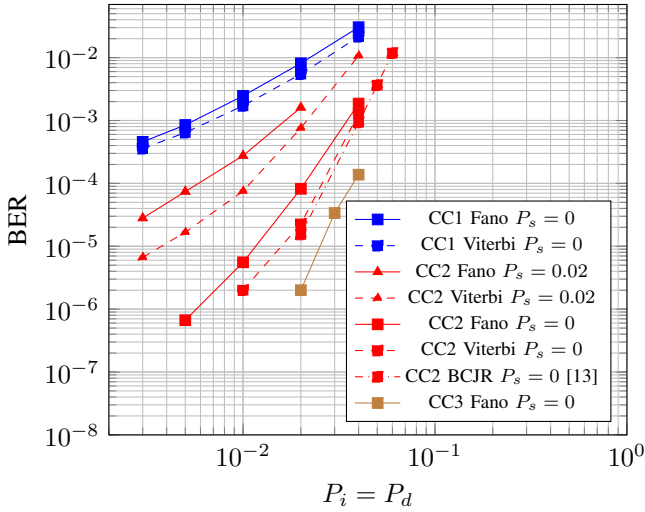 10^{-2}
10^{-3}
10^{-4}
10^{-5}
10^{-6}
10^{-7}
10^{-8}
BER
CC1 Fano P_s = 0
CC1 Viterbi P_s = 0
CC2 Fano P_s = 0.02
CC2 Viterbi P_s = 0.02
CC2 Fano P_s = 0
CC2 Viterbi P_s = 0
CC2 BCJR P_s = 0 [13]
CC3 Fano P_s = 0
10^{-2} 10^{-1} 10^0
P_i = P_d